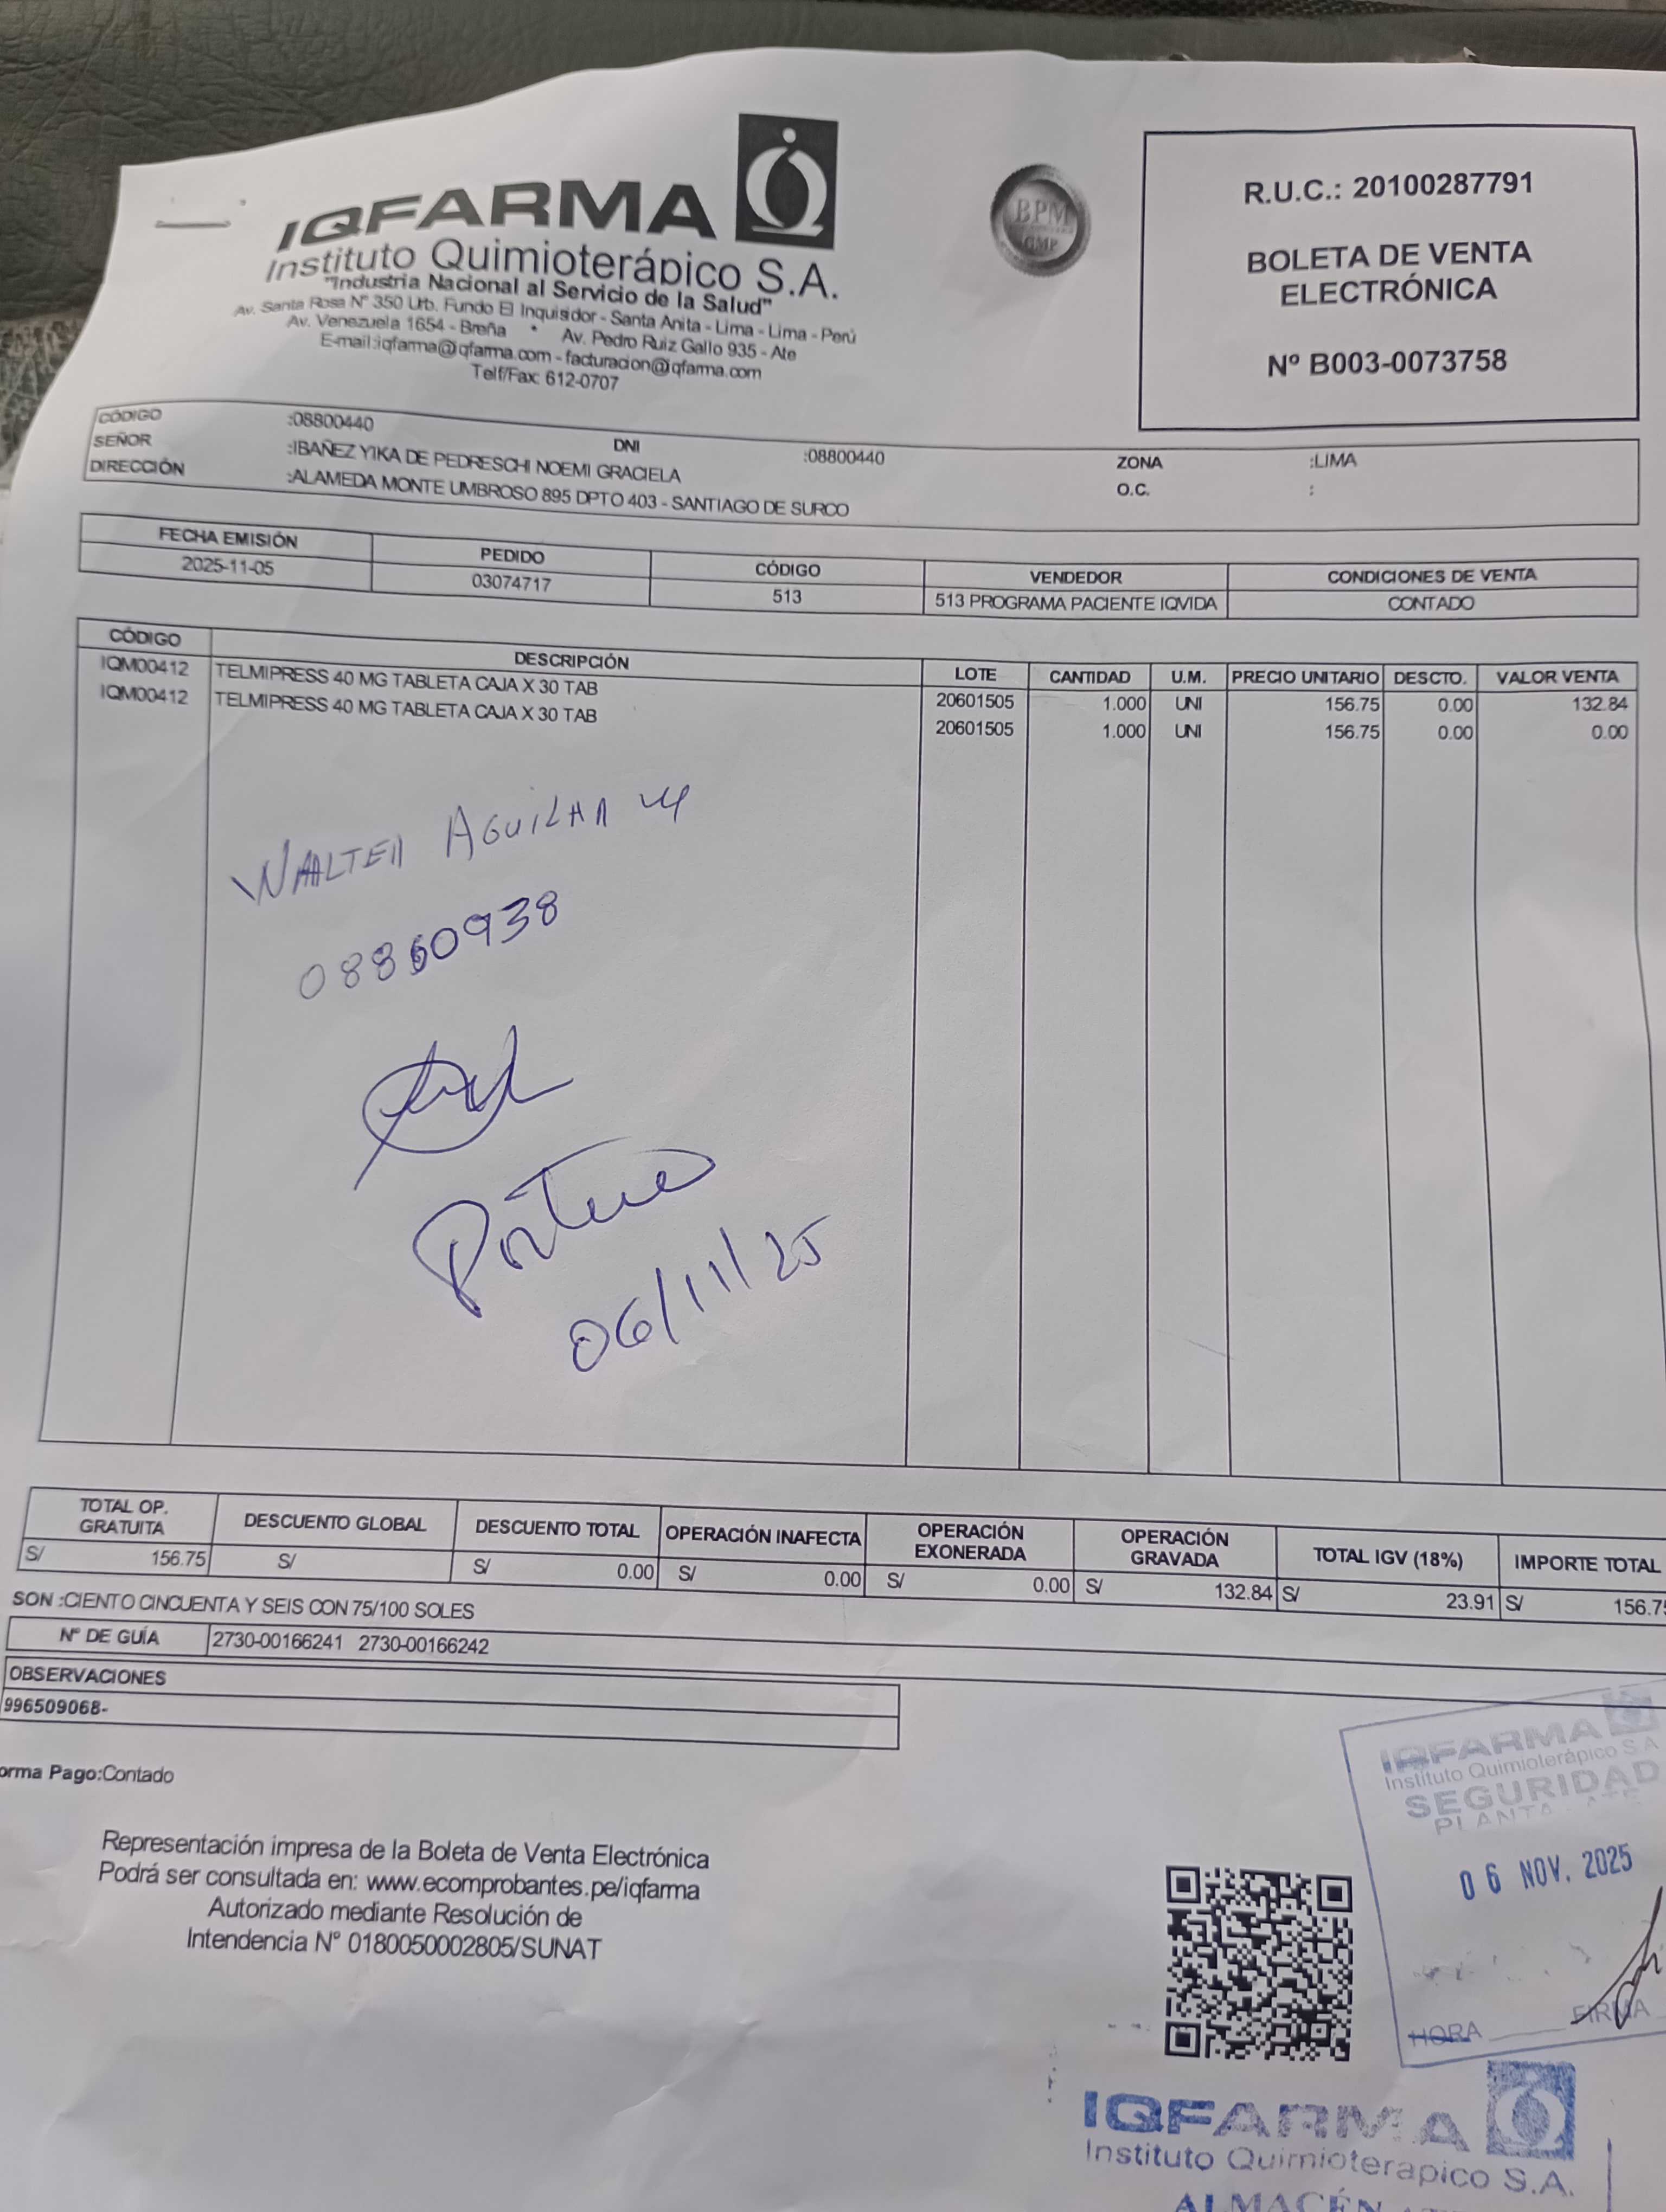 IQFARMA
Instituto Quimioterápico S.A.
"Industria Nacional al Servicio de la Salud"
Av. Santa Rosa N° 350 Urb. Fundo El Inquisidor - Santa Anita - Lima - Lima - Perú
Av. Venezuela 1654 - Breña * Av. Pedro Ruiz Gallo 935 - Ate
E-mail:iqfarma@iqfarma.com - facturacion@iqfarma.com
Telf/Fax: 612-0707
BPM
GMP
R.U.C.: 20100287791
BOLETA DE VENTA
ELECTRÓNICA
Nº B003-0073758
CÓDIGO :08800440 DNI :08800440 ZONA :LIMA
SEÑOR :IBAÑEZ YIKA DE PEDRESCHI NOEMI GRACIELA O.C. :
DIRECCIÓN :ALAMEDA MONTE UMBROSO 895 DPTO 403 - SANTIAGO DE SURCO
FECHA EMISIÓN PEDIDO CÓDIGO VENDEDOR CONDICIONES DE VENTA
2025-11-05 03074717 513 513 PROGRAMA PACIENTE IQVIDA CONTADO
CÓDIGO DESCRIPCIÓN LOTE CANTIDAD U.M. PRECIO UNITARIO DESCTO. VALOR VENTA
IQM00412 TELMIPRESS 40 MG TABLETA CAJA X 30 TAB 20601505 1.000 UNI 156.75 0.00 132.84
IQM00412 TELMIPRESS 40 MG TABLETA CAJA X 30 TAB 20601505 1.000 UNI 156.75 0.00 0.00
WALTER AGUILAR
08860938
06/11/25
TOTAL OP. GRATUITA DESCUENTO GLOBAL DESCUENTO TOTAL OPERACIÓN INAFECTA OPERACIÓN EXONERADA OPERACIÓN GRAVADA TOTAL IGV (18%) IMPORTE TOTAL
S/ 156.75 S/ S/ 0.00 S/ 0.00 S/ 0.00 S/ 132.84 S/ 23.91 S/ 156.75
SON :CIENTO CINCUENTA Y SEIS CON 75/100 SOLES
Nº DE GUÍA 2730-00166241 2730-00166242
OBSERVACIONES
996509068-
orma Pago:Contado
Representación impresa de la Boleta de Venta Electrónica
Podrá ser consultada en: www.ecomprobantes.pe/iqfarma
Autorizado mediante Resolución de
Intendencia N° 0180050002805/SUNAT
IQFARMA
Instituto Quimioterápico S.A
SEGURIDAD
PLANTA - ATE
06 NOV. 2025
HORA FIRMA
IQFARMA
Instituto Quimioterapico S.A.
ALMACÉN